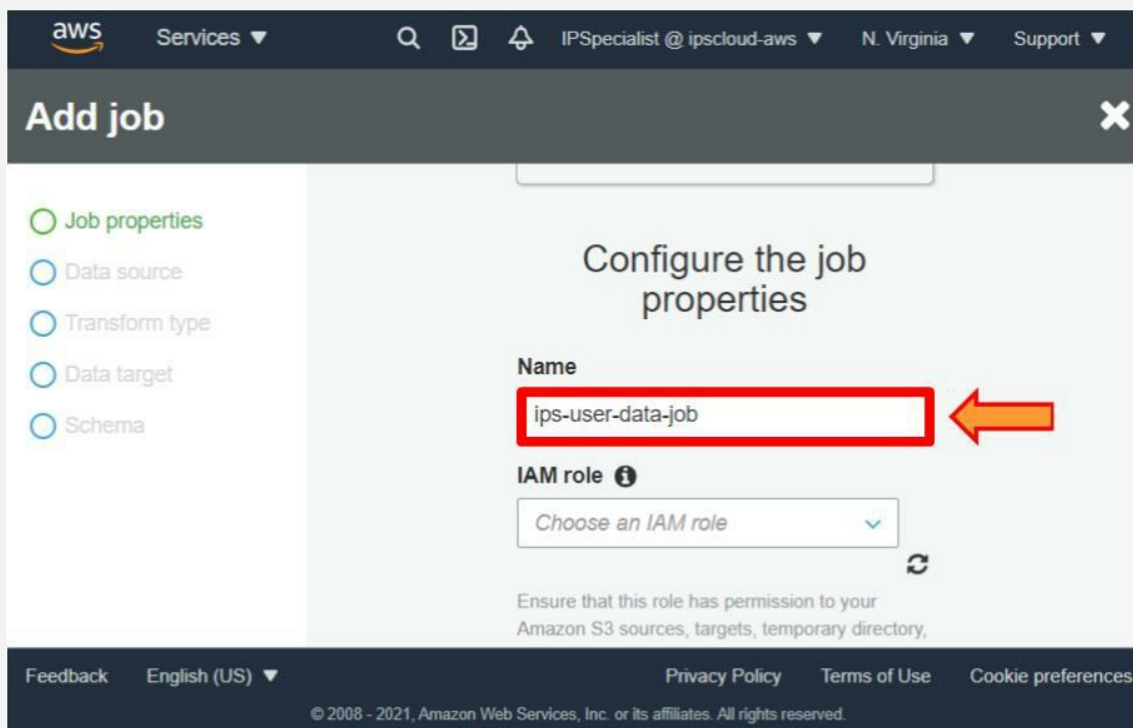 aws Services IPSpecialist @ ipscloud-aws N. Virginia Support
Add job
Job properties
Data source
Transform type
Data target
Schema
Configure the job
properties
Name
ips-user-data-job
IAM role
Choose an IAM role
Ensure that this role has permission to your
Amazon S3 sources, targets, temporary directory,
Feedback English (US) Privacy Policy Terms of Use Cookie preferences
© 2008 - 2021, Amazon Web Services, Inc. or its affiliates. All rights reserved.